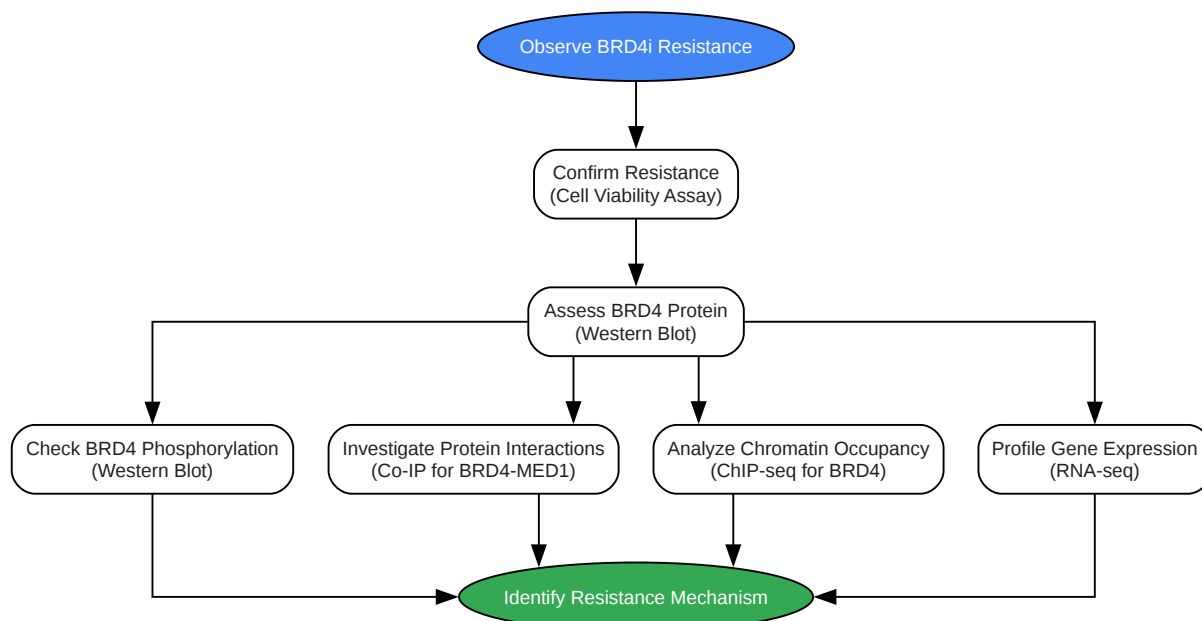 Observe BRD4i Resistance
Confirm Resistance
(Cell Viability Assay)
Assess BRD4 Protein
(Western Blot)
Check BRD4 Phosphorylation
(Western Blot)
Investigate Protein Interactions
(Co-IP for BRD4-MED1)
Analyze Chromatin Occupancy
(ChIP-seq for BRD4)
Profile Gene Expression
(RNA-seq)
Identify Resistance Mechanism